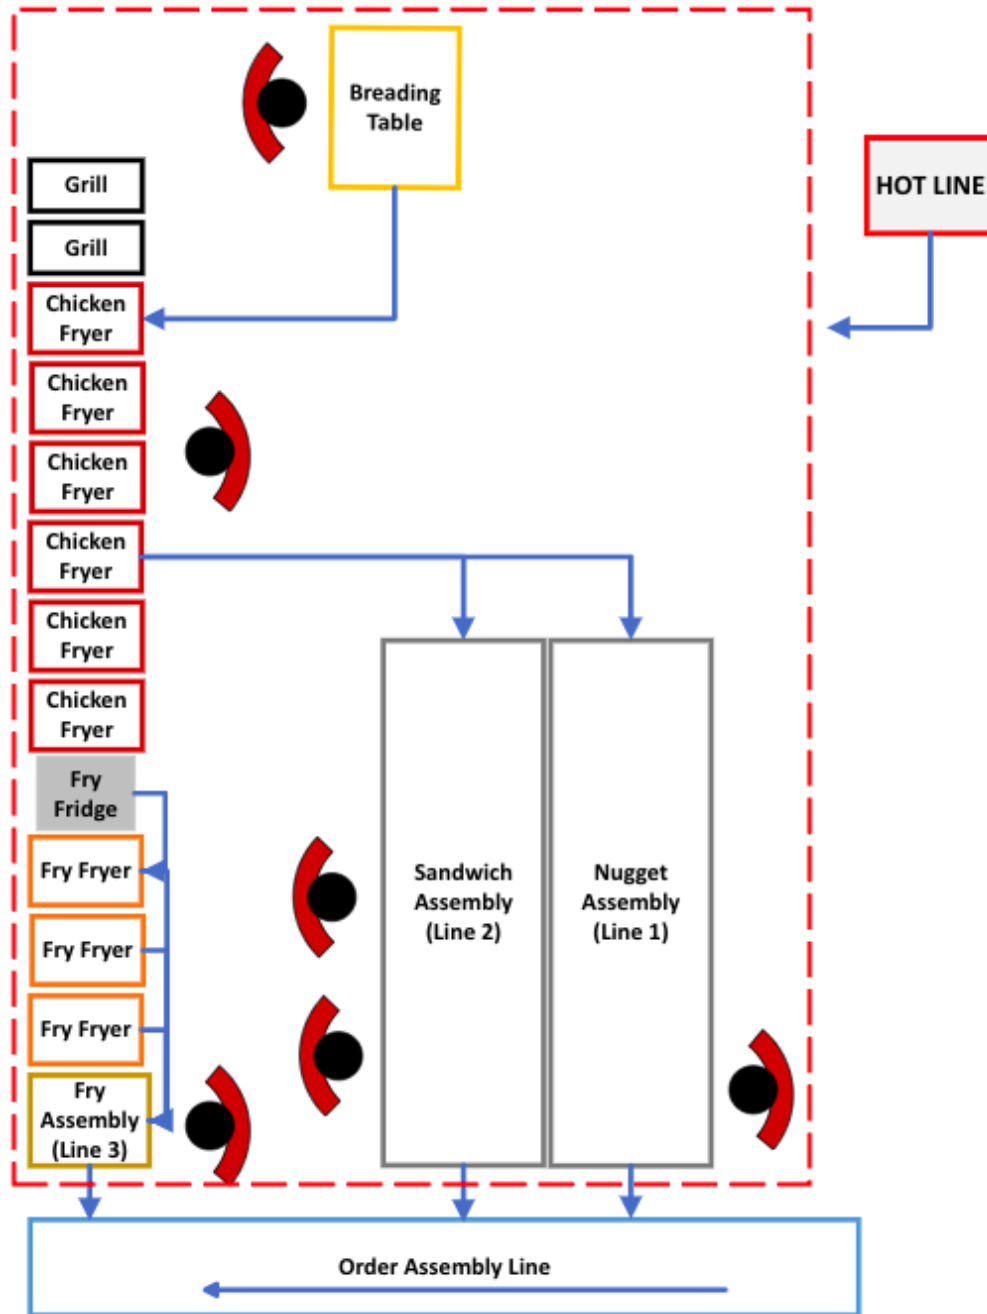 Breading
Table
HOT LINE
Grill
Grill
Chicken
Fryer
Chicken
Fryer
Chicken
Fryer
Chicken
Fryer
Chicken
Fryer
Chicken
Fryer
Fry
Fridge
Fry Fryer
Fry Fryer
Fry Fryer
Fry
Assembly
(Line 3)
Sandwich
Assembly
(Line 2)
Nugget
Assembly
(Line 1)
Order Assembly Line